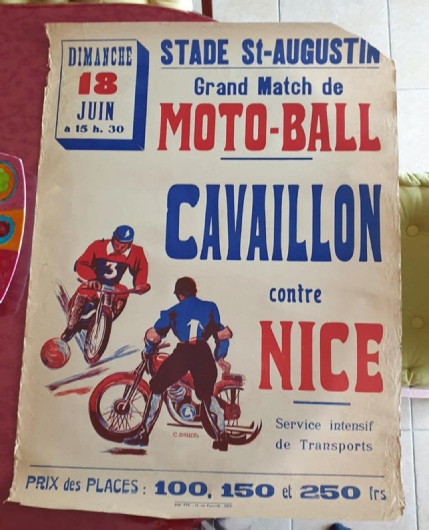 DIMANCHE
18
JUIN
à 15 h. 30
STADE St-AUGUSTIN
Grand Match de
MOTO-BALL
CAVAILLON
contre
NICE
3
1
Service intensif
de Transports
PRIX des PLACES : 100, 150 et 250 frs